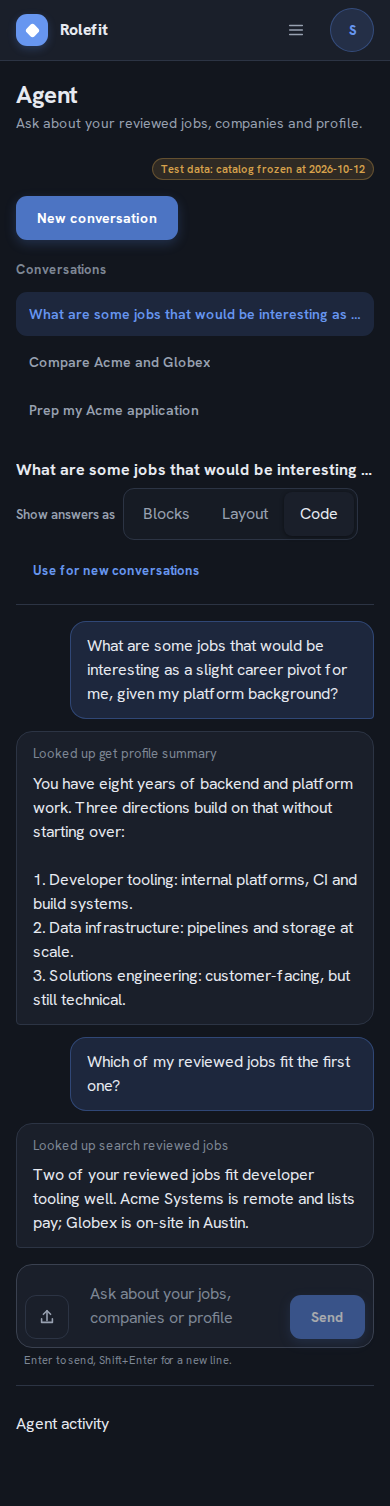 Rolefit
S
Agent
Ask about your reviewed jobs, companies and profile.
Test data: catalog frozen at 2026-10-12
New conversation
Conversations
What are some jobs that would be interesting as ...
Compare Acme and Globex
Prep my Acme application
What are some jobs that would be interesting ...
Show answers as
Blocks
Layout
Code
Use for new conversations
What are some jobs that would be
interesting as a slight career pivot for
me, given my platform background?
Looked up get profile summary
You have eight years of backend and platform
work. Three directions build on that without
starting over:
1. Developer tooling: internal platforms, CI and
build systems.
2. Data infrastructure: pipelines and storage at
scale.
3. Solutions engineering: customer-facing, but
still technical.
Which of my reviewed jobs fit the first
one?
Looked up search reviewed jobs
Two of your reviewed jobs fit developer
tooling well. Acme Systems is remote and lists
pay; Globex is on-site in Austin.
Ask about your jobs,
companies or profile
Send
Enter to send, Shift+Enter for a new line.
Agent activity